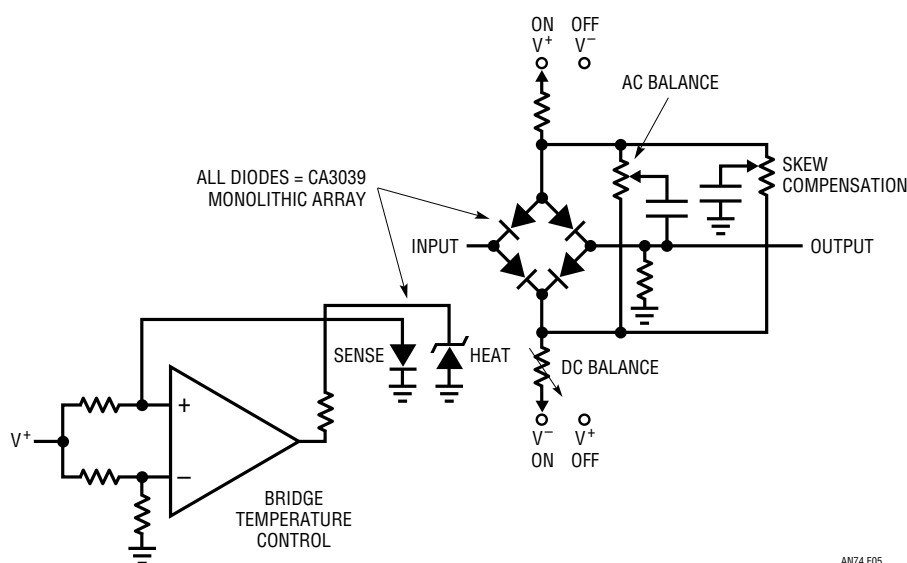 ON OFF
V+ V−
AC BALANCE
SKEW
COMPENSATION
ALL DIODES = CA3039
MONOLITHIC ARRAY
INPUT
OUTPUT
SENSE
HEAT
DC BALANCE
+
V+
−
V− V+
ON OFF
BRIDGE
TEMPERATURE
CONTROL
AN74 F05